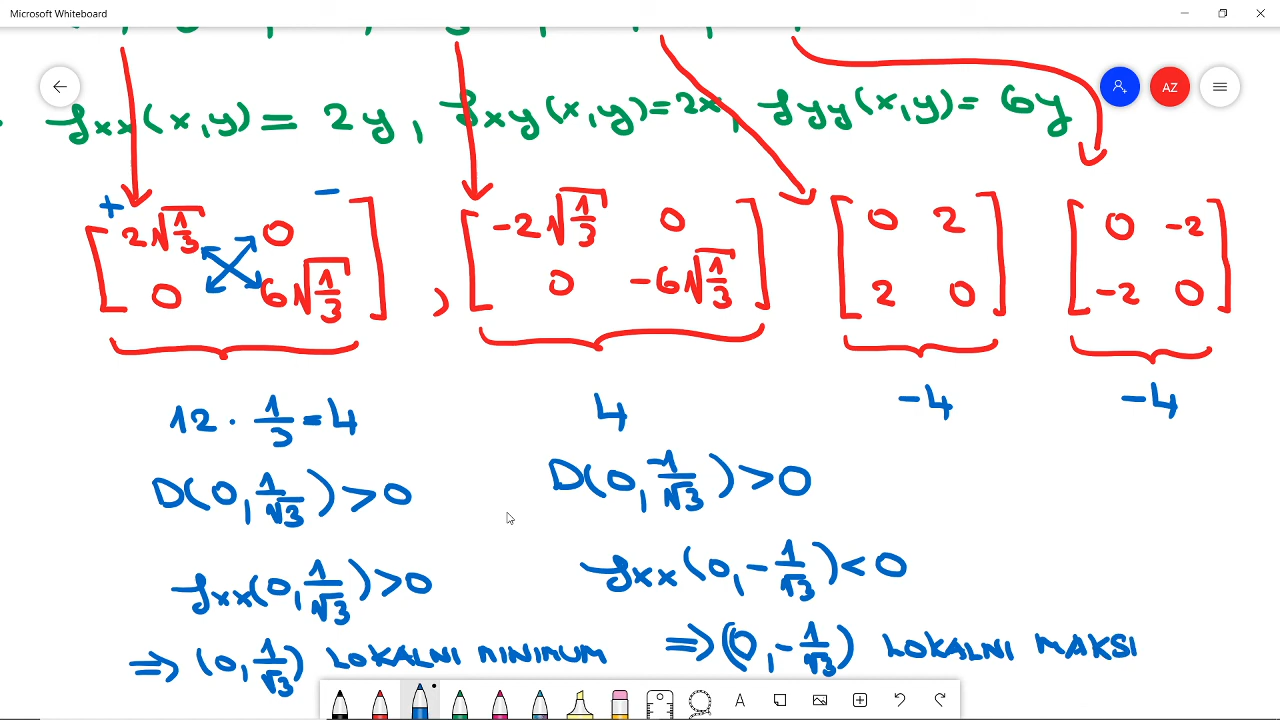 Microsoft Whiteboard
AZ
fxx(x,y) = 2y, fxy(x,y)=2x, fyy(x,y)= 6y
+ −
[2√(1/3) 0 , [-2√(1/3) 0 [0 2 [0 -2
0 6√(1/3)] 0 -6√(1/3)] 2 0] -2 0]
12 · 1/3 = 4 4 -4 -4
D(0, 1/√3) > 0 D(0, -1/√3) > 0
fxx(0, 1/√3) > 0 fxx(0, -1/√3) < 0
⇒ (0, 1/√3) LOKALNI MINIMUM ⇒ (0, -1/√3) LOKALNI MAKSI
A